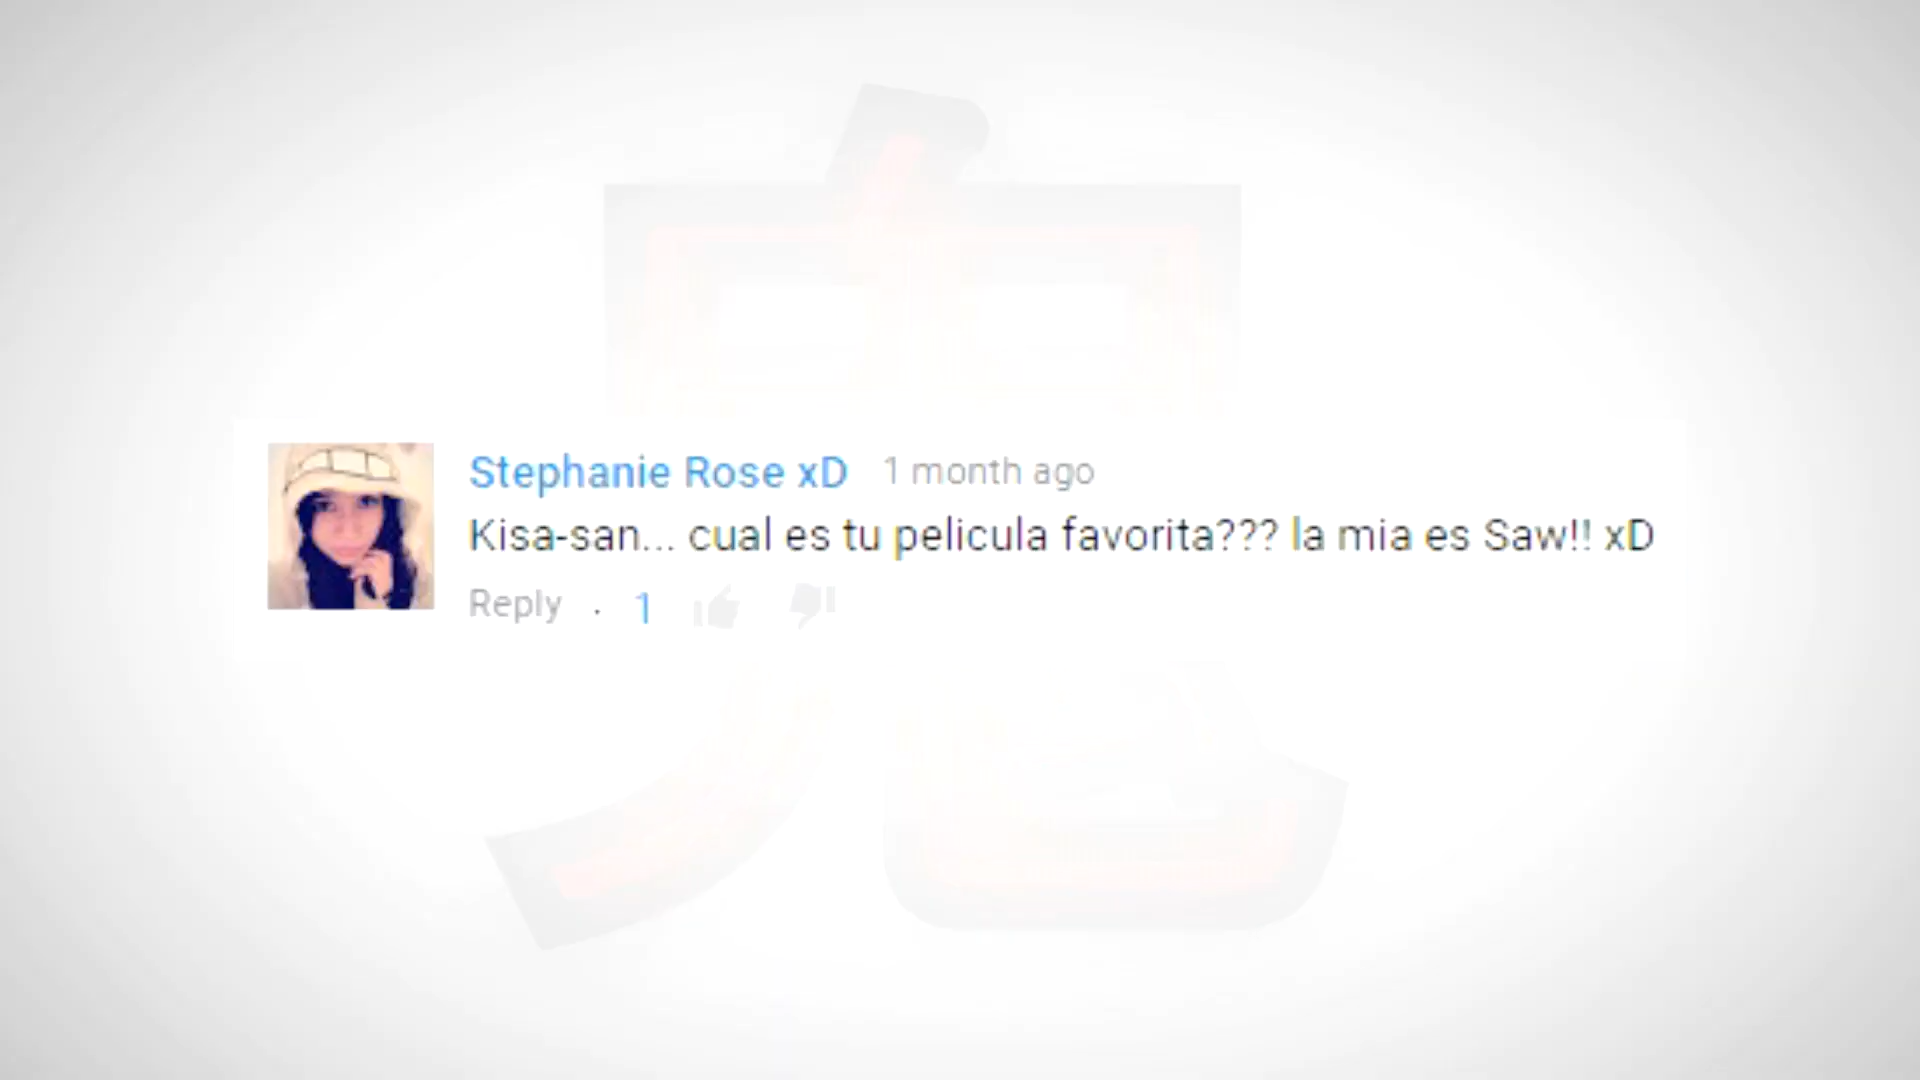 Stephanie Rose xD 1 month ago
Kisa-san... cual es tu pelicula favorita??? la mia es Saw!! xD
Reply . 1